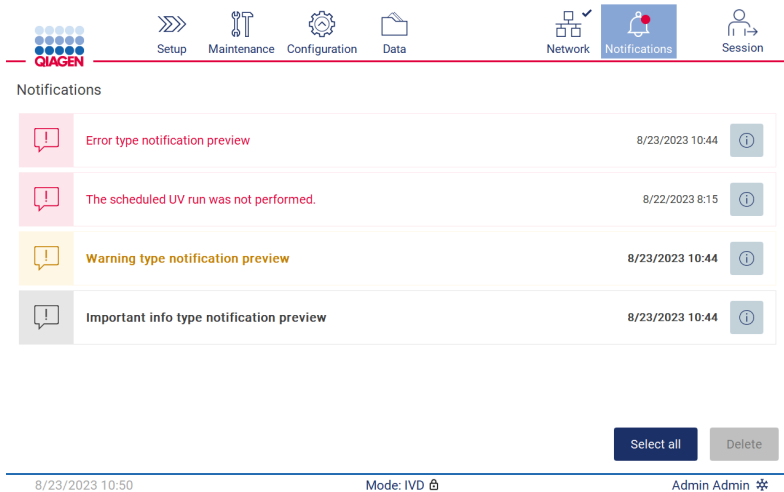 Setup Maintenance Configuration Data Network Notifications Session
QIAGEN
Notifications
Error type notification preview 8/23/2023 10:44
The scheduled UV run was not performed. 8/22/2023 8:15
Warning type notification preview 8/23/2023 10:44
Important info type notification preview 8/23/2023 10:44
Select all Delete
8/23/2023 10:50 Mode: IVD Admin Admin